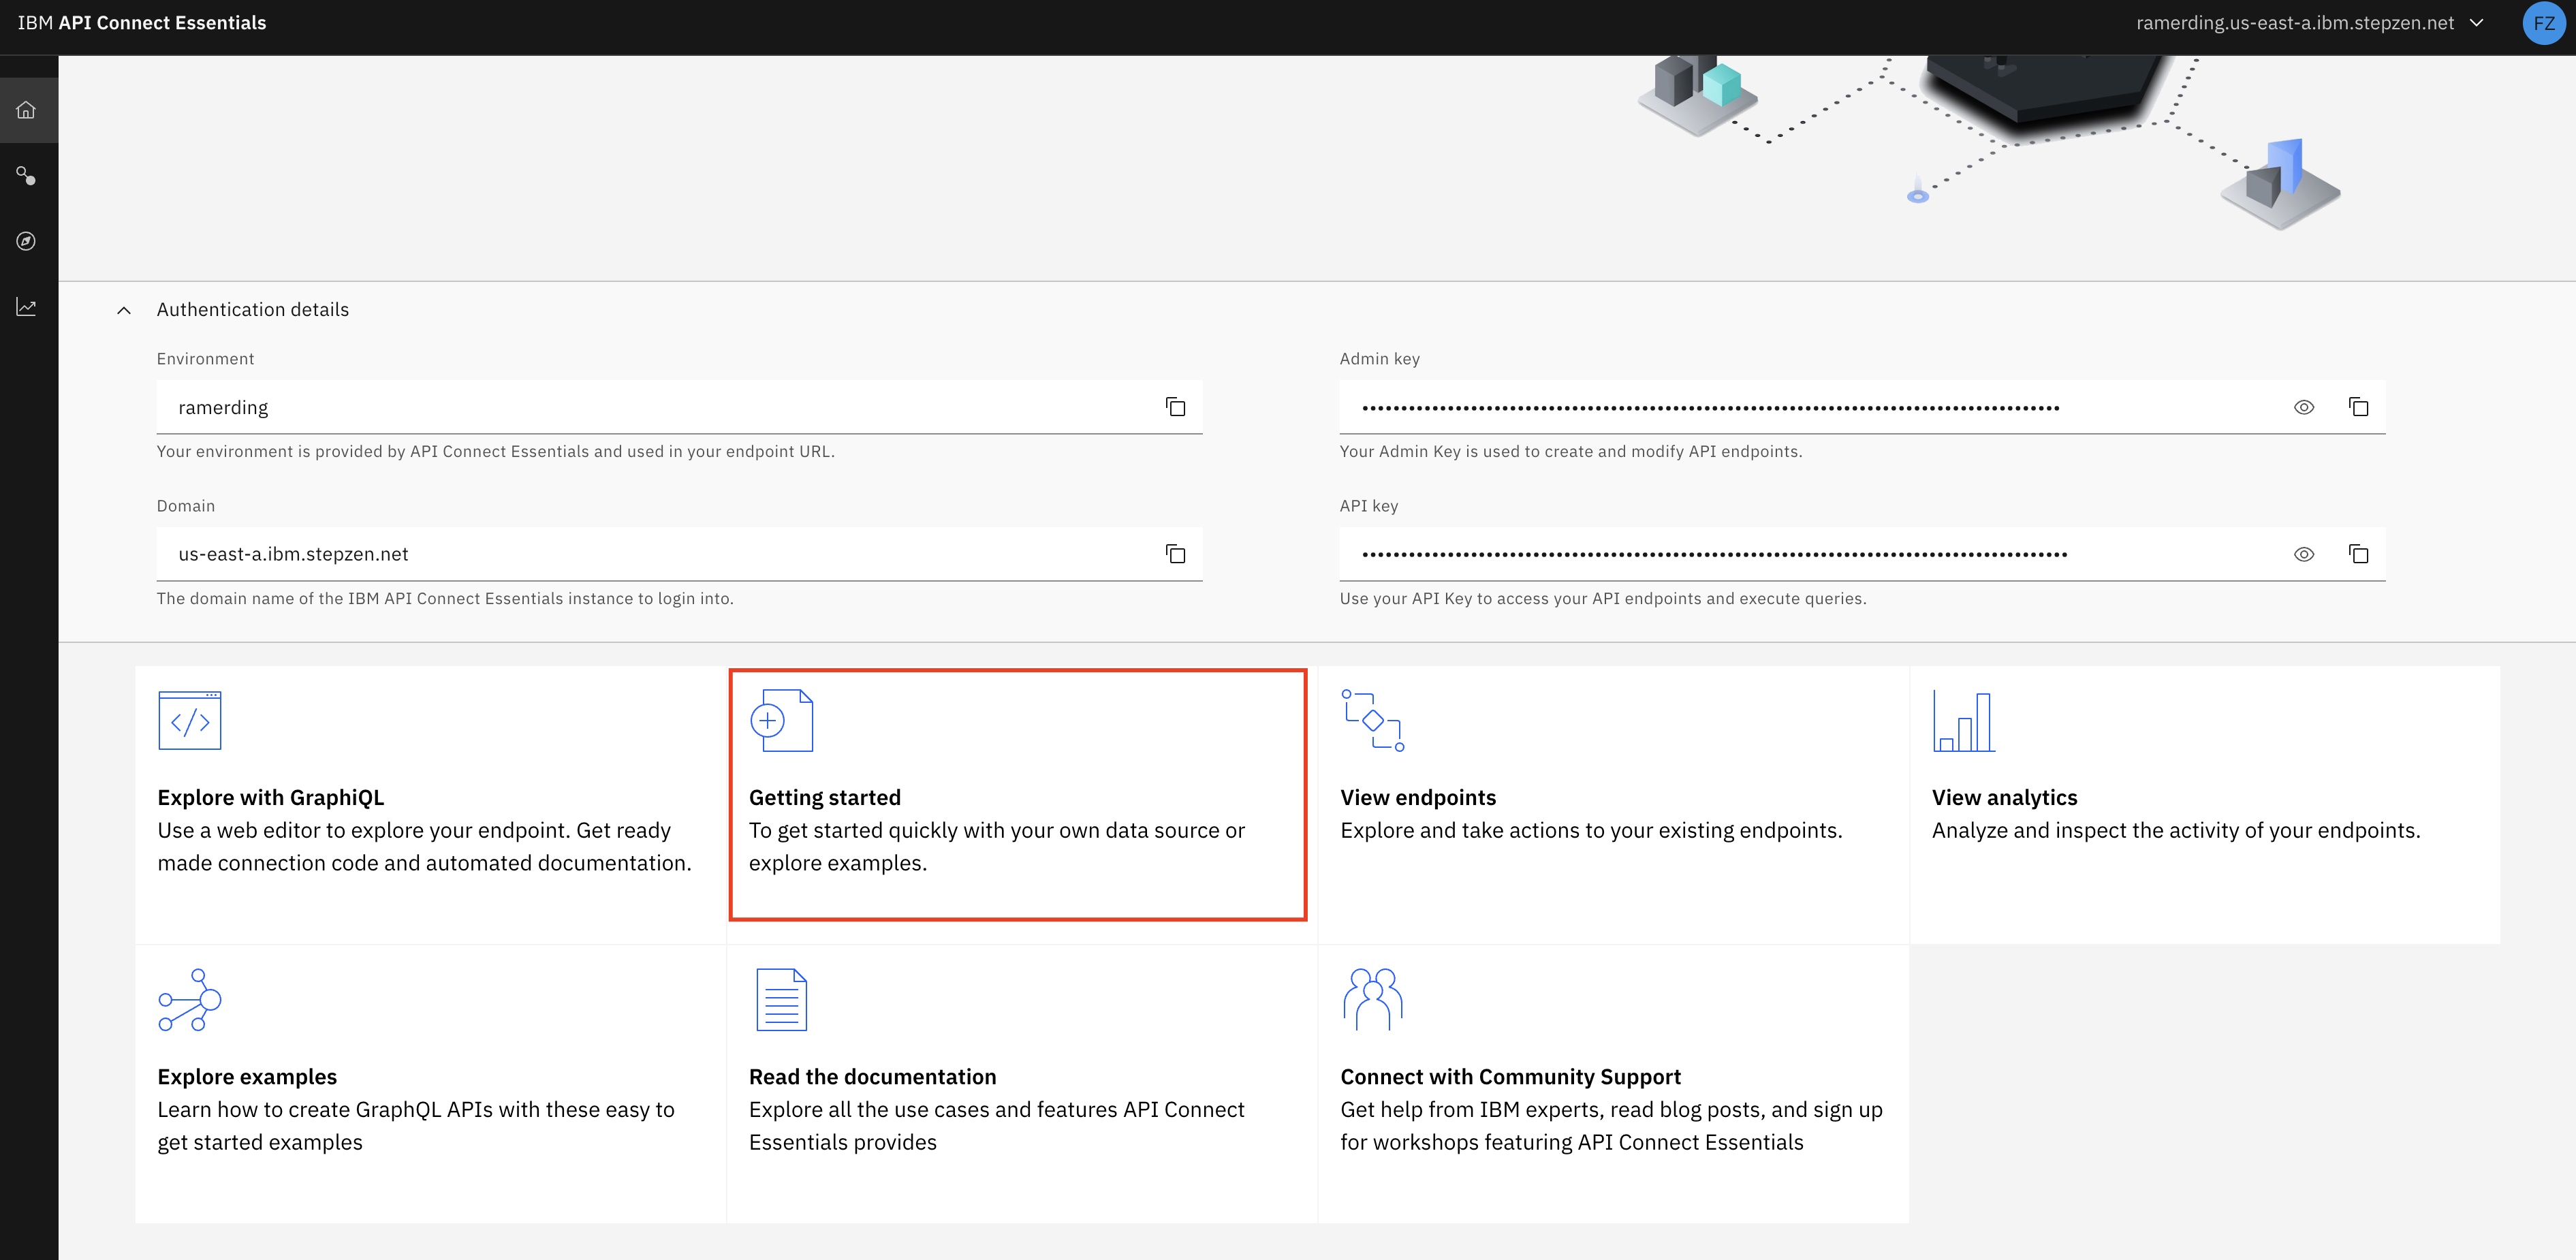 IBM API Connect Essentials
ramerding.us-east-a.ibm.stepzen.net
FZ
Authentication details
Environment
ramerding
Your environment is provided by API Connect Essentials and used in your endpoint URL.
Admin key
••••••••••••••••••••••••••••••••••••••••••••••••••••••••••••••••••••••••••••••••••••••••
Your Admin Key is used to create and modify API endpoints.
Domain
us-east-a.ibm.stepzen.net
The domain name of the IBM API Connect Essentials instance to login into.
API key
•••••••••••••••••••••••••••••••••••••••••••••••••••••••••••••••••••••••••••••••••••••••••
Use your API Key to access your API endpoints and execute queries.
Explore with GraphiQL
Use a web editor to explore your endpoint. Get ready
made connection code and automated documentation.
Getting started
To get started quickly with your own data source or
explore examples.
View endpoints
Explore and take actions to your existing endpoints.
View analytics
Analyze and inspect the activity of your endpoints.
Explore examples
Learn how to create GraphQL APIs with these easy to
get started examples
Read the documentation
Explore all the use cases and features API Connect
Essentials provides
Connect with Community Support
Get help from IBM experts, read blog posts, and sign up
for workshops featuring API Connect Essentials